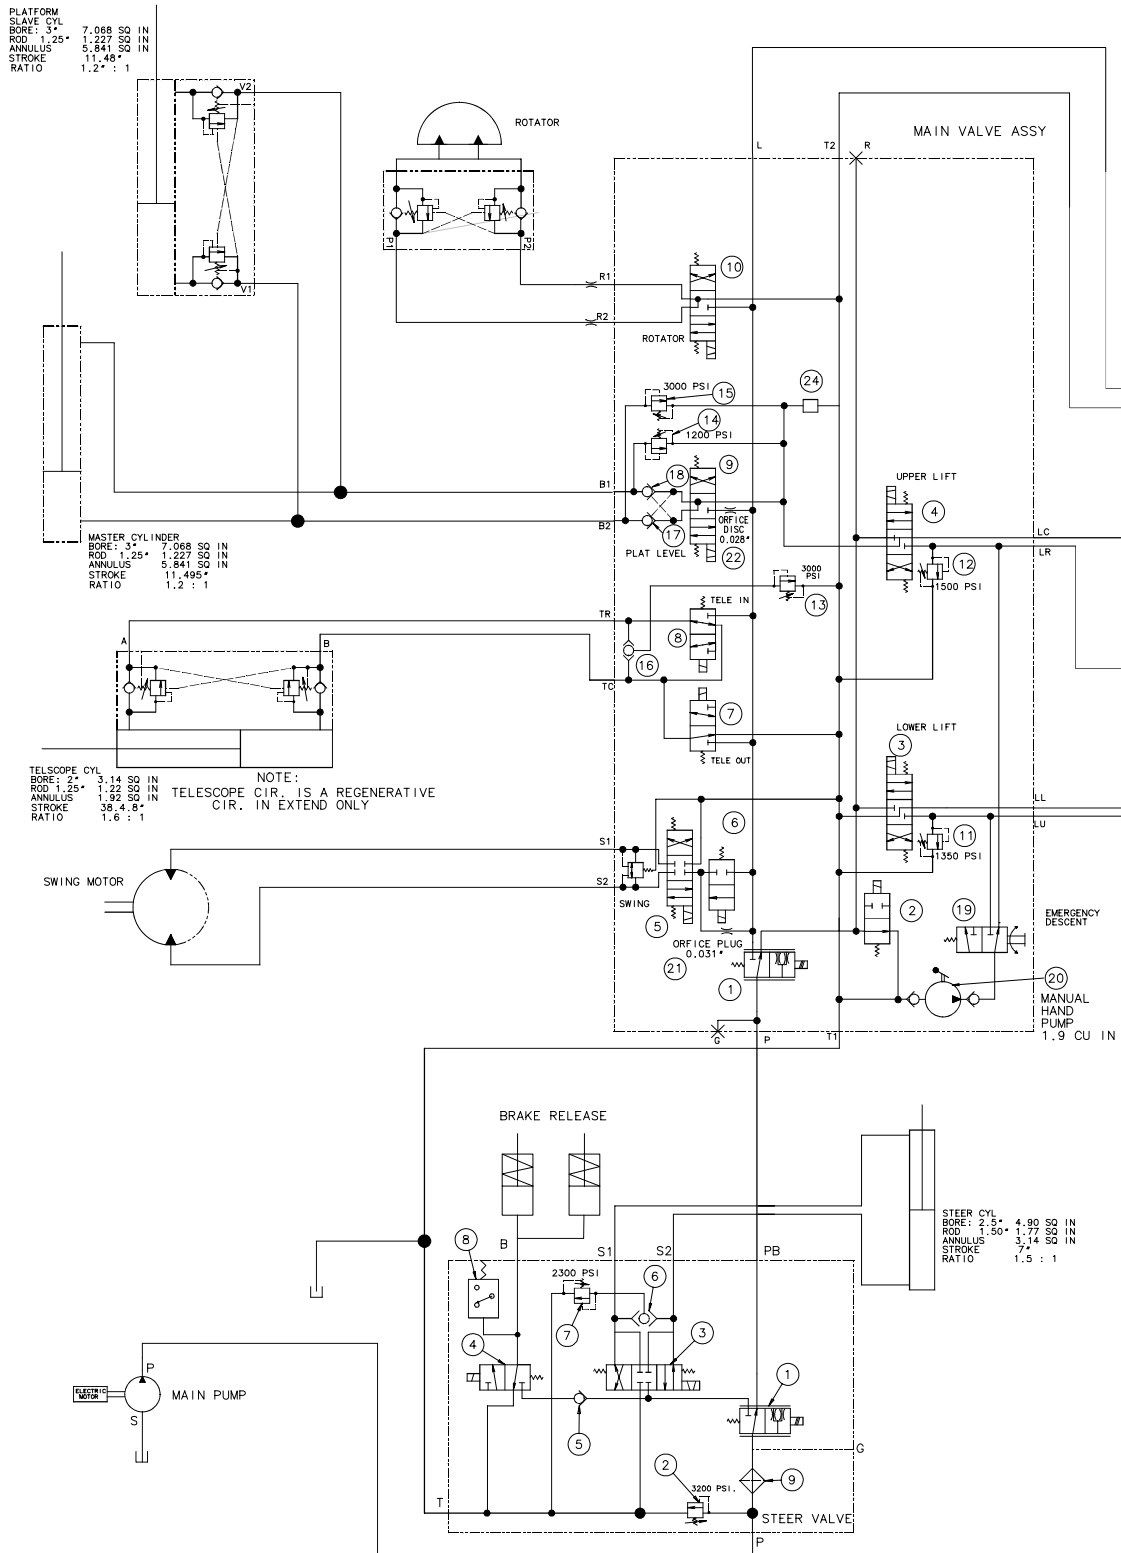 PLATFORM
SLAVE CYL
BORE: 3" 7.068 SQ IN
ROD 1.25" 1.227 SQ IN
ANNULUS 5.841 SQ IN
STROKE 11.48"
RATIO 1.2" : 1
V2
V1
ROTATOR
P1
P2
MAIN VALVE ASSY
L
T2
R
R1
R2
10
ROTATOR
3000 PSI
15
24
14
1200 PSI
18
9
B1
B2
17
ORFICE
DISC
0.028"
PLAT LEVEL
22
UPPER LIFT
4
LC
LR
12
1500 PSI
MASTER CYLINDER
BORE: 3" 7.068 SQ IN
ROD 1.25" 1.227 SQ IN
ANNULUS 5.841 SQ IN
STROKE 11.495"
RATIO 1.2 : 1
3000
PSI
13
TELE IN
TR
8
16
TC
7
TELE OUT
A
B
TELSCOPE CYL
BORE: 2" 3.14 SQ IN
ROD 1.25" 1.22 SQ IN
ANNULUS 1.92 SQ IN
STROKE 38.4.8"
RATIO 1.6 : 1
NOTE:
TELESCOPE CIR. IS A REGENERATIVE
CIR. IN EXTEND ONLY
LOWER LIFT
3
LL
LU
11
1350 PSI
6
S1
S2
SWING
5
SWING MOTOR
ORFICE PLUG
0.031"
21
1
2
19
EMERGENCY
DESCENT
20
MANUAL
HAND
PUMP
1.9 CU IN
G
P
T1
BRAKE RELEASE
STEER CYL
BORE: 2.5" 4.90 SQ IN
ROD 1.50" 1.77 SQ IN
ANNULUS 3.14 SQ IN
STROKE 7"
RATIO 1.5 : 1
B
S1
S2
PB
8
2300 PSI
6
7
4
3
1
5
G
2
3200 PSI.
9
T
STEER VALVE
P
ELECTRIC
MOTOR
P
S
MAIN PUMP